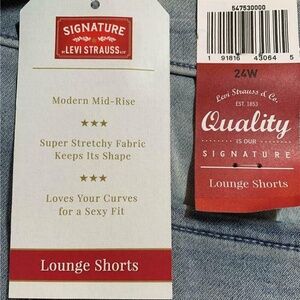 SIGNATURE
BY
LEVI STRAUSS & CO.
Modern Mid-Rise
Super Stretchy Fabric
Keeps Its Shape
Loves Your Curves
for a Sexy Fit
Lounge Shorts
547530000
1 91816 43064 5
24W
Levi Strauss & Co.
EST. 1853
Quality
IS OUR
SIGNATURE
Lounge Shorts